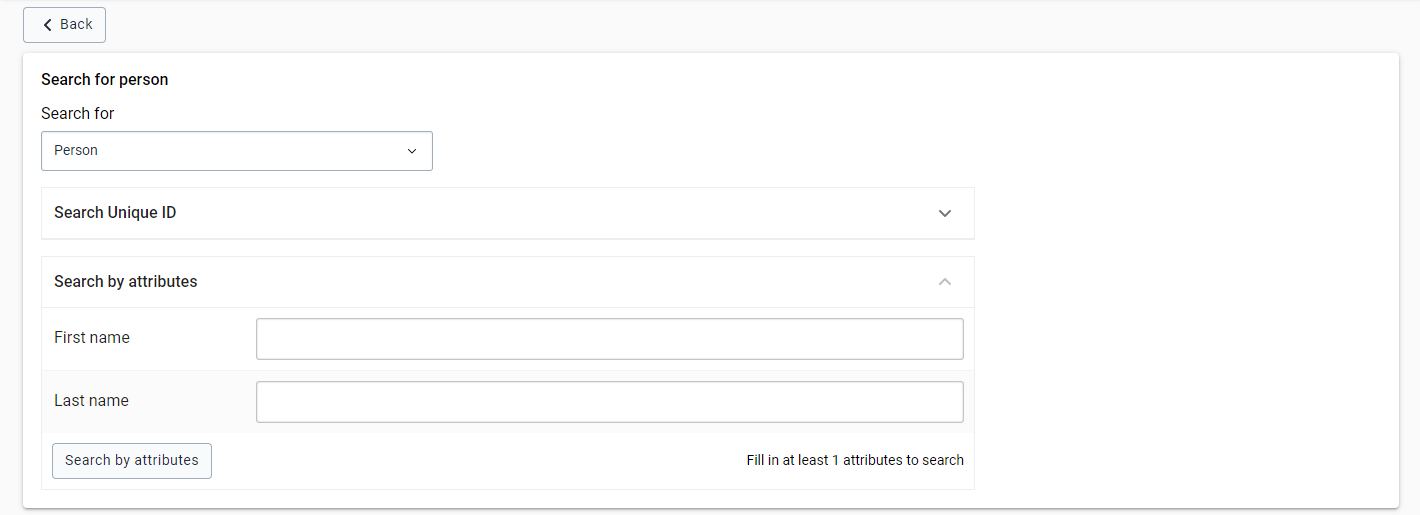 Back
Search for person
Search for
Person
Search Unique ID
Search by attributes
First name
Last name
Search by attributes
Fill in at least 1 attributes to search